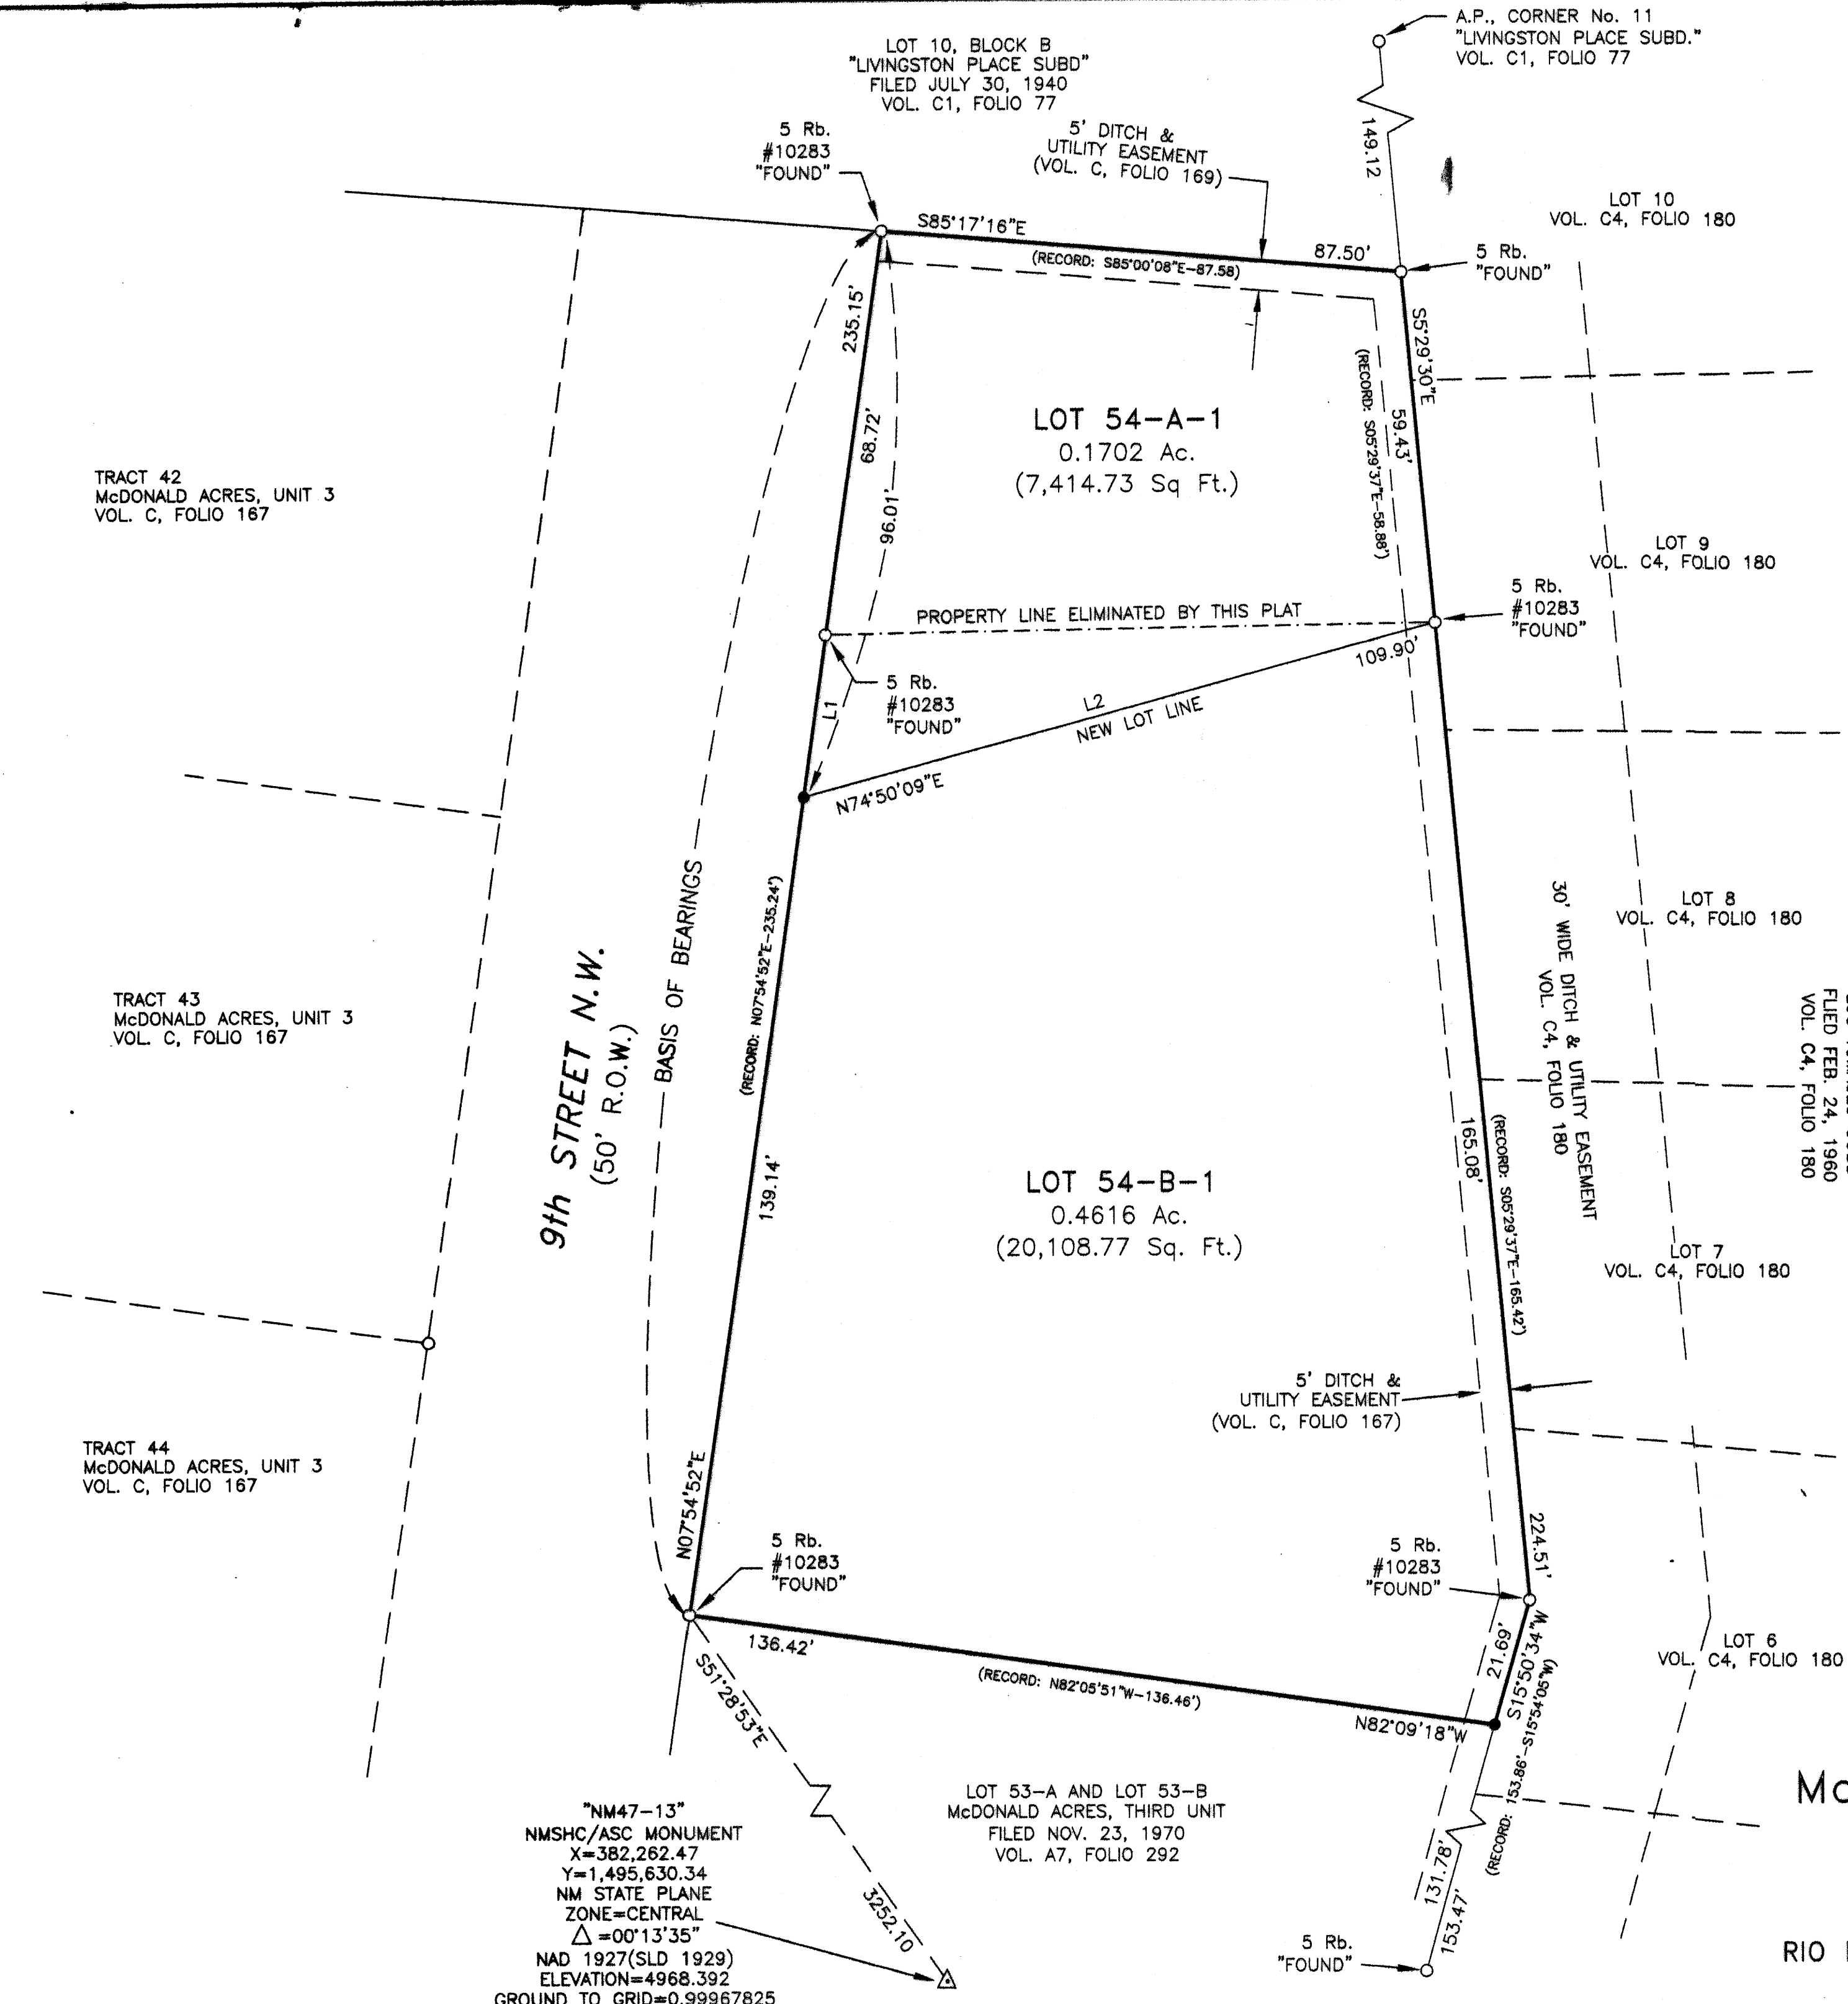 A.P., CORNER No. 11
"LIVINGSTON PLACE SUBD."
VOL. C1, FOLIO 77
LOT 10, BLOCK B
"LIVINGSTON PLACE SUBD"
FILED JULY 30, 1940
VOL. C1, FOLIO 77
5 Rb.
#10283
"FOUND"
5' DITCH &
UTILITY EASEMENT
(VOL. C, FOLIO 169)
149.12
LOT 10
VOL. C4, FOLIO 180
S85°17'16"E
87.50'
(RECORD: S85°00'08"E-87.58)
5 Rb.
"FOUND"
235.15'
68.72'
96.01'
S5°29'30"E
59.43'
(RECORD: S05°29'37"E-58.88')
LOT 54-A-1
0.1702 Ac.
(7,414.73 Sq Ft.)
TRACT 42
McDONALD ACRES, UNIT 3
VOL. C, FOLIO 167
LOT 9
VOL. C4, FOLIO 180
5 Rb.
#10283
"FOUND"
PROPERTY LINE ELIMINATED BY THIS PLAT
109.90'
5 Rb.
#10283
"FOUND"
L1
L2
NEW LOT LINE
N74°50'09"E
BASIS OF BEARINGS
(RECORD: N07°54'52"E-235.24')
LOT 8
VOL. C4, FOLIO 180
30' WIDE DITCH & UTILITY EASEMENT
VOL. C4, FOLIO 180
FLIED FEB. 24, 1960
VOL. C4, FOLIO 180
TRACT 43
McDONALD ACRES, UNIT 3
VOL. C, FOLIO 167
9th STREET N.W.
(50' R.O.W.)
139.14'
165.08'
(RECORD: S05°29'37"E-165.42')
LOT 54-B-1
0.4616 Ac.
(20,108.77 Sq. Ft.)
LOT 7
VOL. C4, FOLIO 180
5' DITCH &
UTILITY EASEMENT
(VOL. C, FOLIO 167)
TRACT 44
McDONALD ACRES, UNIT 3
VOL. C, FOLIO 167
N07°54'52"E
5 Rb.
#10283
"FOUND"
5 Rb.
#10283
"FOUND"
224.51'
136.42'
(RECORD: N82°05'51"W-136.46')
N82°09'18"W
21.69'
S15°50'34"W
(RECORD: 153.86'-S15°54'05"W)
LOT 6
VOL. C4, FOLIO 180
S51°28'53"E
3252.10
"NM47-13"
NMSHC/ASC MONUMENT
X=382,262.47
Y=1,495,630.34
NM STATE PLANE
ZONE=CENTRAL
△ =00°13'35"
NAD 1927(SLD 1929)
ELEVATION=4968.392
GROUND TO GRID=0.99967825
LOT 53-A AND LOT 53-B
McDONALD ACRES, THIRD UNIT
FILED NOV. 23, 1970
VOL. A7, FOLIO 292
131.78'
153.47'
5 Rb.
"FOUND"
Mc
RIO